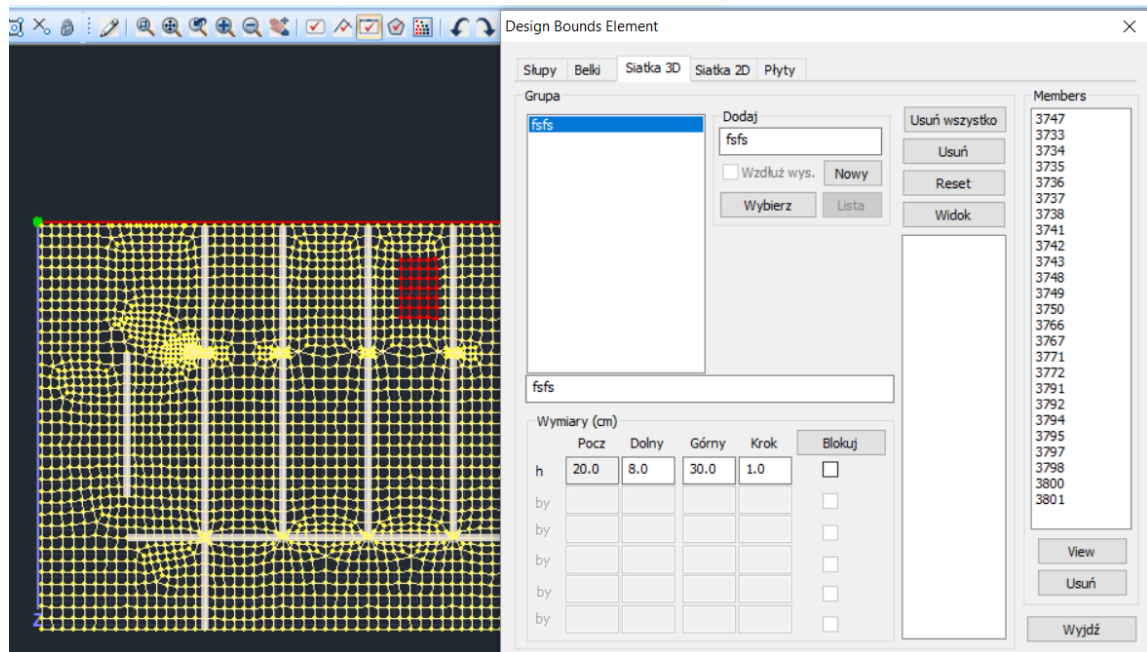 Design Bounds Element
Słupy Belki Siatka 3D Siatka 2D Płyty
Grupa
fsfs
Dodaj
fsfs
Wzdłuż wys. Nowy
Wybierz Lista
Usuń wszystko
Usuń
Reset
Widok
fsfs
Wymiary (cm)
Pocz Dolny Górny Krok Blokuj
h 20.0 8.0 30.0 1.0
by
by
by
by
by
Members
3747
3733
3734
3735
3736
3737
3738
3741
3742
3743
3748
3749
3750
3766
3767
3771
3772
3791
3792
3794
3795
3797
3798
3800
3801
View
Usuń
Wyjdź
Z